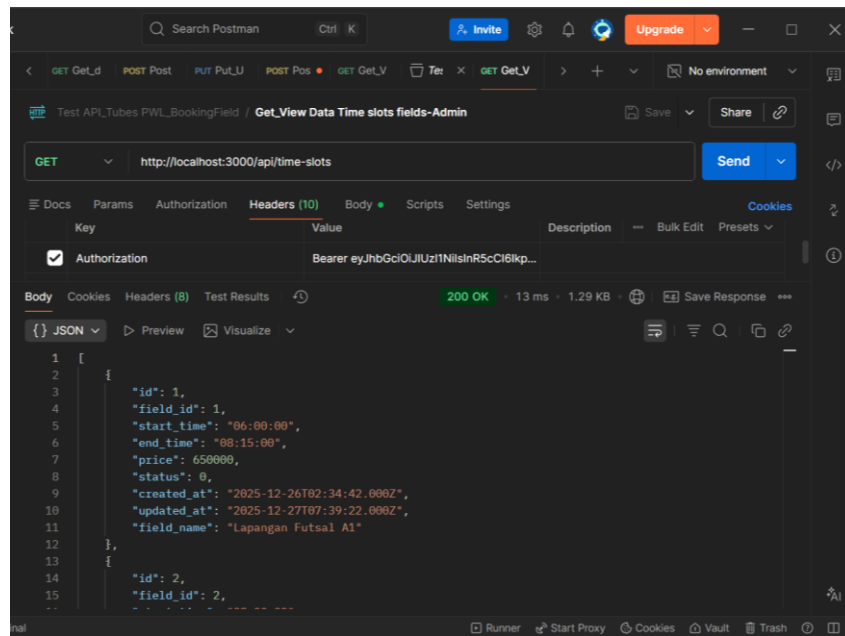 Search Postman Ctrl K Invite Upgrade
GET Get_d POST Post PUT Put_U POST Pos GET Get_V Te: GET Get_V No environment
HTTP Test API_Tubes PWL_BookingField / Get_View Data Time slots fields-Admin Save Share
GET http://localhost:3000/api/time-slots Send
Docs Params Authorization Headers (10) Body Scripts Settings Cookies
Key Value Description Bulk Edit Presets
Authorization Bearer eyJhbGciOiJIUzI1NiIsInR5cCI6Ikp...
Body Cookies Headers (8) Test Results 200 OK 13 ms 1.29 KB e.g. Save Response
{} JSON Preview Visualize
1 [
2 {
3 "id": 1,
4 "field_id": 1,
5 "start_time": "06:00:00",
6 "end_time": "08:15:00",
7 "price": 650000,
8 "status": 0,
9 "created_at": "2025-12-26T02:34:42.000Z",
10 "updated_at": "2025-12-27T07:39:22.000Z",
11 "field_name": "Lapangan Futsal A1"
12 },
13 {
14 "id": 2,
15 "field_id": 2,
AI
inal Runner Start Proxy Cookies Vault Trash